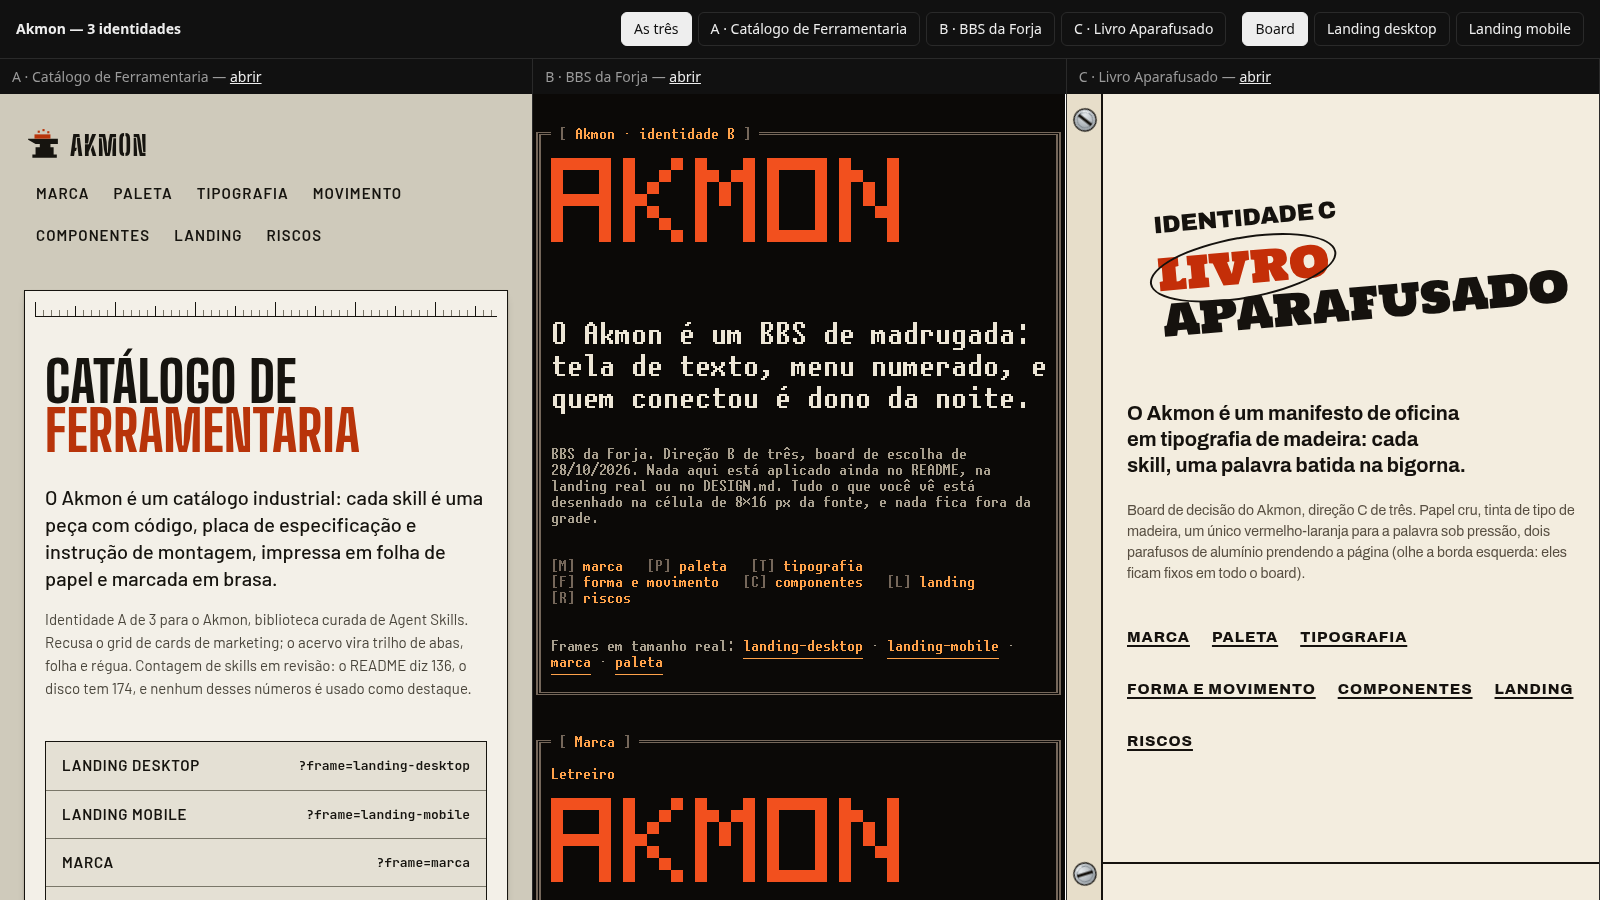 Akmon — 3 identidades
As três
A · Catálogo de Ferramentaria
B · BBS da Forja
C · Livro Aparafusado
Board
Landing desktop
Landing mobile
A · Catálogo de Ferramentaria — abrir
AKMON
MARCA PALETA TIPOGRAFIA MOVIMENTO
COMPONENTES LANDING RISCOS
CATÁLOGO DE
FERRAMENTARIA
O Akmon é um catálogo industrial: cada skill é uma
peça com código, placa de especificação e
instrução de montagem, impressa em folha de
papel e marcada em brasa.
Identidade A de 3 para o Akmon, biblioteca curada de Agent Skills.
Recusa o grid de cards de marketing; o acervo vira trilho de abas,
folha e régua. Contagem de skills em revisão: o README diz 136, o
disco tem 174, e nenhum desses números é usado como destaque.
LANDING DESKTOP ?frame=landing-desktop
LANDING MOBILE ?frame=landing-mobile
MARCA ?frame=marca
B · BBS da Forja — abrir
[ Akmon · identidade B ]
AKMON
O Akmon é um BBS de madrugada:
tela de texto, menu numerado, e
quem conectou é dono da noite.
BBS da Forja. Direção B de três, board de escolha de
28/10/2026. Nada aqui está aplicado ainda no README, na
landing real ou no DESIGN.md. Tudo o que você vê está
desenhado na célula de 8×16 px da fonte, e nada fica fora da
grade.
[M] marca [P] paleta [T] tipografia
[F] forma e movimento [C] componentes [L] landing
[R] riscos
Frames em tamanho real: landing-desktop · landing-mobile ·
marca · paleta
[ Marca ]
Letreiro
AKMON
C · Livro Aparafusado — abrir
IDENTIDADE C
LIVRO
APARAFUSADO
O Akmon é um manifesto de oficina
em tipografia de madeira: cada
skill, uma palavra batida na bigorna.
Board de decisão do Akmon, direção C de três. Papel cru, tinta de tipo de
madeira, um único vermelho-laranja para a palavra sob pressão, dois
parafusos de alumínio prendendo a página (olhe a borda esquerda: eles
ficam fixos em todo o board).
MARCA PALETA TIPOGRAFIA
FORMA E MOVIMENTO COMPONENTES LANDING
RISCOS